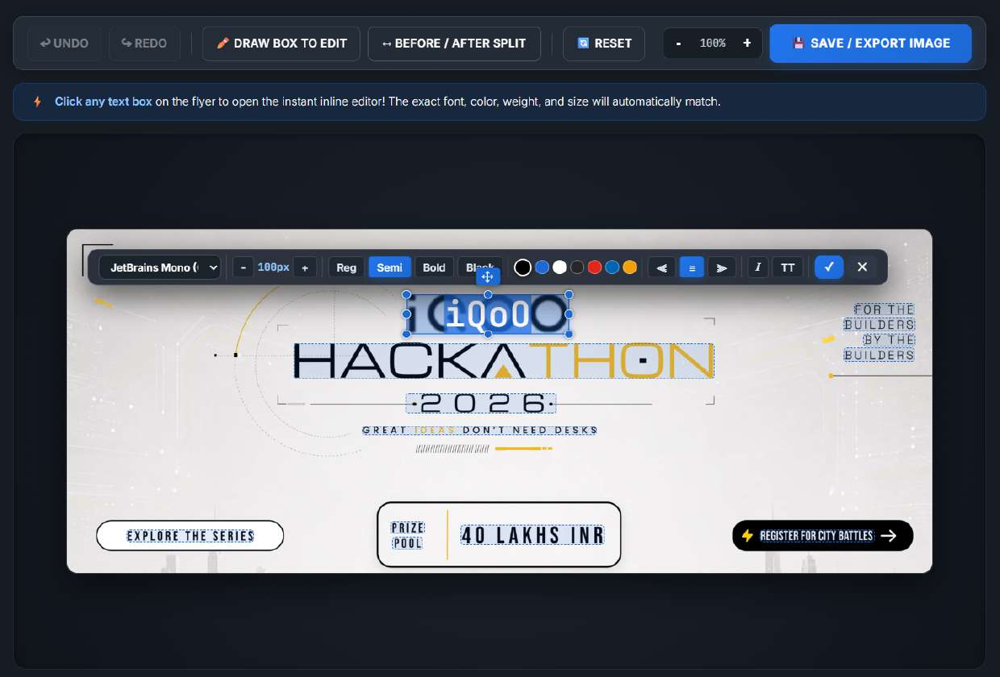 UNDO
REDO
DRAW BOX TO EDIT
BEFORE / AFTER SPLIT
RESET
- 100% +
SAVE / EXPORT IMAGE
Click any text box on the flyer to open the instant inline editor! The exact font, color, weight, and size will automatically match.
JetBrains Mono (
- 100px +
Reg
Semi
Bold
Black
I
TT
iQoO
HACKATHON
2026
GREAT IDEAS DON'T NEED DESKS
FOR THE
BUILDERS
BY THE
BUILDERS
EXPLORE THE SERIES
PRIZE
POOL
40 LAKHS INR
REGISTER FOR CITY BATTLES